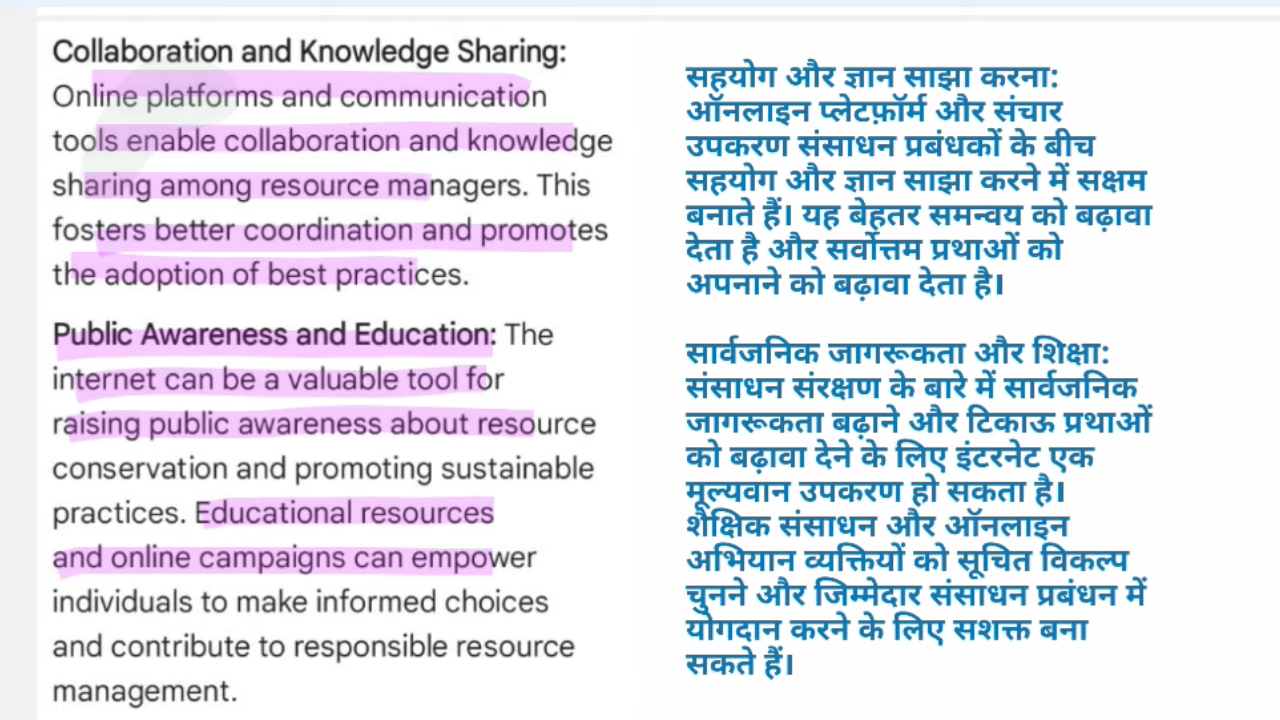 Collaboration and Knowledge Sharing:
Online platforms and communication
tools enable collaboration and knowledge
sharing among resource managers. This
fosters better coordination and promotes
the adoption of best practices.
Public Awareness and Education: The
internet can be a valuable tool for
raising public awareness about resource
conservation and promoting sustainable
practices. Educational resources
and online campaigns can empower
individuals to make informed choices
and contribute to responsible resource
management.
सहयोग और ज्ञान साझा करना:
ऑनलाइन प्लेटफ़ॉर्म और संचार
उपकरण संसाधन प्रबंधकों के बीच
सहयोग और ज्ञान साझा करने में सक्षम
बनाते हैं। यह बेहतर समन्वय को बढ़ावा
देता है और सर्वोत्तम प्रथाओं को
अपनाने को बढ़ावा देता है।
सार्वजनिक जागरूकता और शिक्षा:
संसाधन संरक्षण के बारे में सार्वजनिक
जागरूकता बढ़ाने और टिकाऊ प्रथाओं
को बढ़ावा देने के लिए इंटरनेट एक
मूल्यवान उपकरण हो सकता है।
शैक्षिक संसाधन और ऑनलाइन
अभियान व्यक्तियों को सूचित विकल्प
चुनने और जिम्मेदार संसाधन प्रबंधन में
योगदान करने के लिए सशक्त बना
सकते हैं।